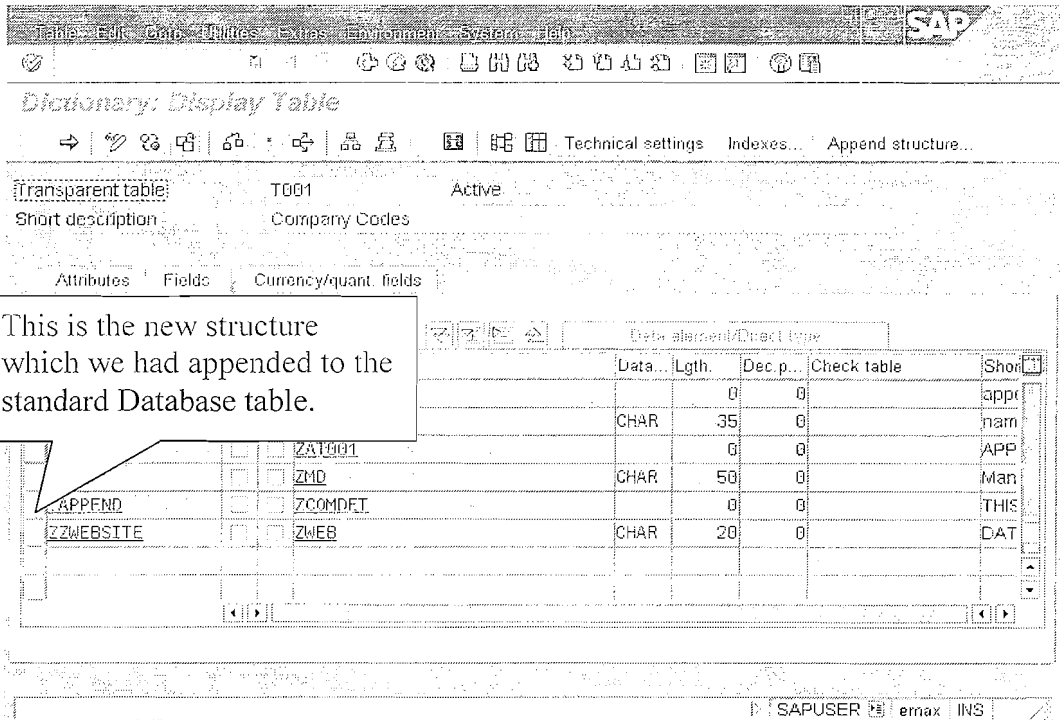 Table Edit Goto Utilities Extras Environment System Help
SAP
Dictionary: Display Table
Technical settings Indexes... Append structure...
Transparent table T001 Active
Short description Company Codes
Attributes Fields Currency/quant. fields
This is the new structure
which we had appended to the
standard Database table.
Data element/Direct type
Data... Lgth. Dec.p... Check table Shor
0 0 appe
CHAR 35 0 nam
ZAT001 0 0 APP
ZMD CHAR 50 0 Man
APPEND ZCOMDET 0 0 THIS
ZZWEBSITE ZWEB CHAR 20 0 DAT
SAPUSER emax INS